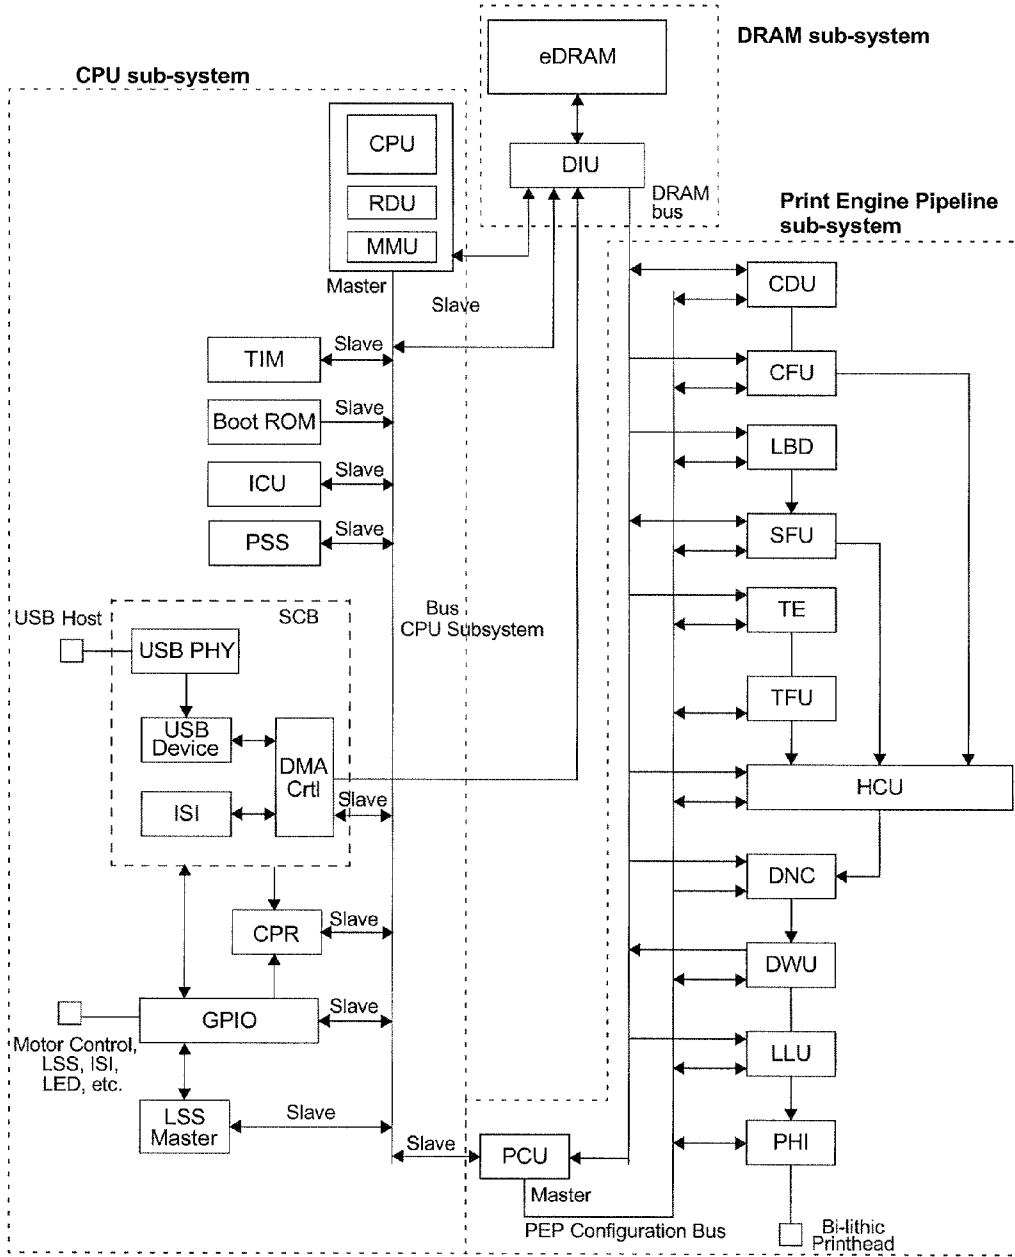 DRAM sub-system
eDRAM
CPU sub-system
CPU
DIU
RDU
DRAM
bus
Print Engine Pipeline
sub-system
MMU
Master
Slave
CDU
TIM
Slave
CFU
Boot ROM
Slave
LBD
ICU
Slave
PSS
Slave
SFU
USB Host
SCB
Bus
CPU Subsystem
TE
USB PHY
TFU
USB
Device
DMA
Crtl
HCU
ISI
Slave
DNC
CPR
Slave
DWU
GPIO
Slave
Motor Control,
LSS, ISI,
LED, etc.
LLU
LSS
Master
Slave
Slave
PCU
PHI
Master
PEP Configuration Bus
Bi-lithic
Printhead